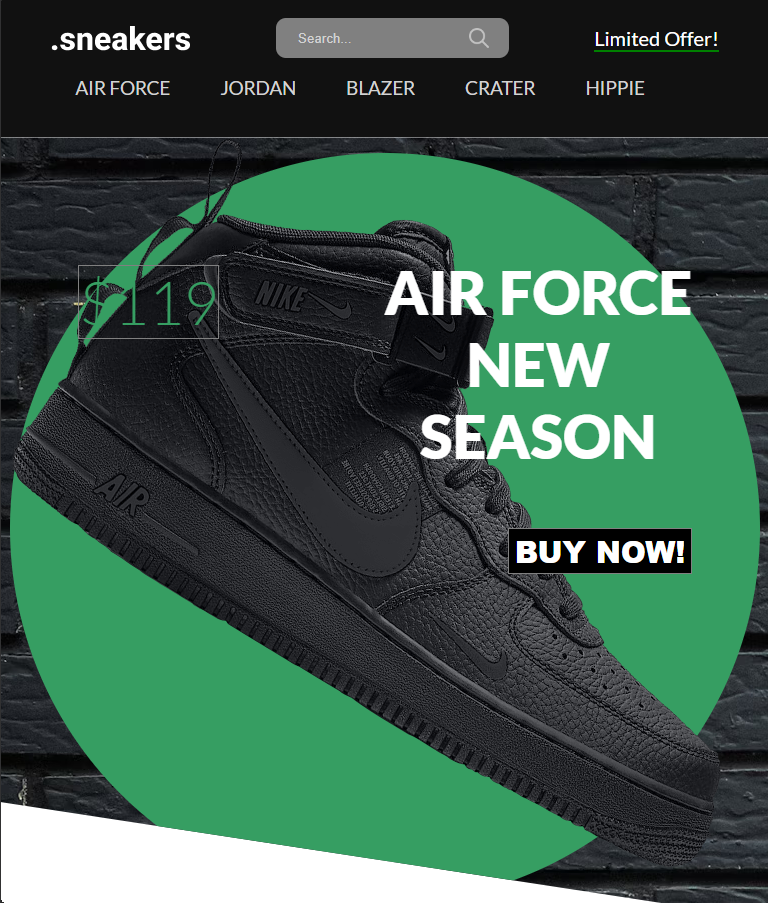 .sneakers
Search...
Limited Offer!
AIR FORCE
JORDAN
BLAZER
CRATER
HIPPIE
$119
NIKE
AIR FORCE
NEW
SEASON
AIR
BUY NOW!